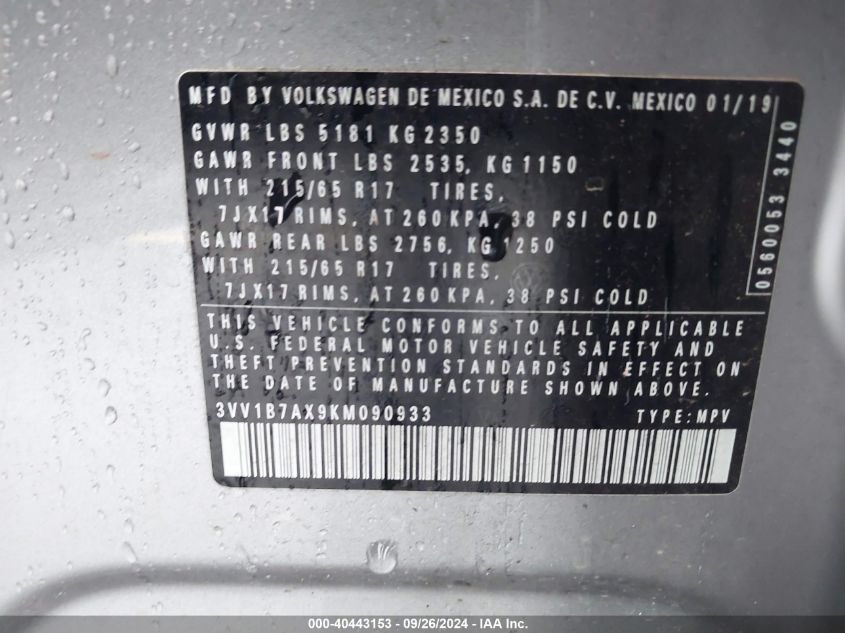 MFD BY VOLKSWAGEN DE MEXICO S.A. DE C.V. MEXICO 01/19
GVWR LBS 5181 KG 2350
GAWR FRONT LBS 2535, KG 1150
WITH 215/65 R17 TIRES,
7JX17 RIMS, AT 260 KPA, 38 PSI COLD
GAWR REAR LBS 2756, KG 1250
WITH 215/65 R17 TIRES,
7JX17 RIMS, AT 260 KPA, 38 PSI COLD
0560053 3440
THIS VEHICLE CONFORMS TO ALL APPLICABLE
U.S. FEDERAL MOTOR VEHICLE SAFETY AND
THEFT PREVENTION STANDARDS IN EFFECT ON
THE DATE OF MANUFACTURE SHOWN ABOVE.
3VV1B7AX9KM090933 TYPE: MPV
000-40443153 - 09/26/2024 - IAA Inc.